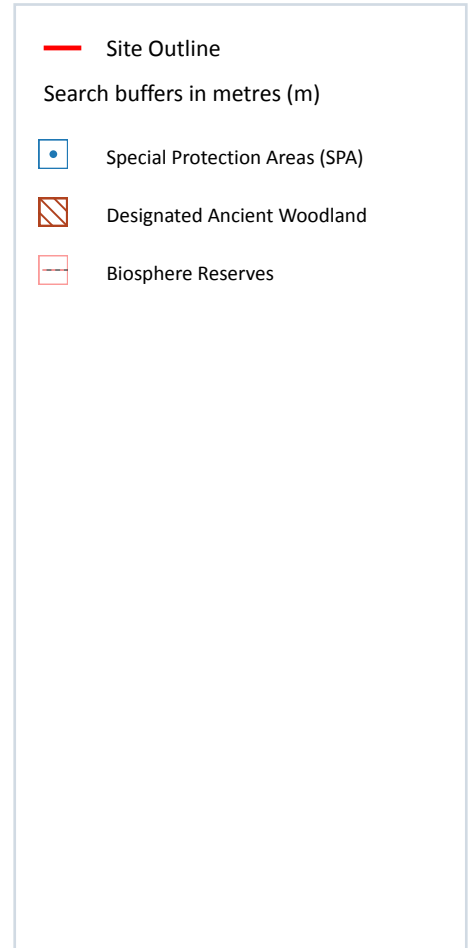 Site Outline
Search buffers in metres (m)
Special Protection Areas (SPA)
Designated Ancient Woodland
Biosphere Reserves